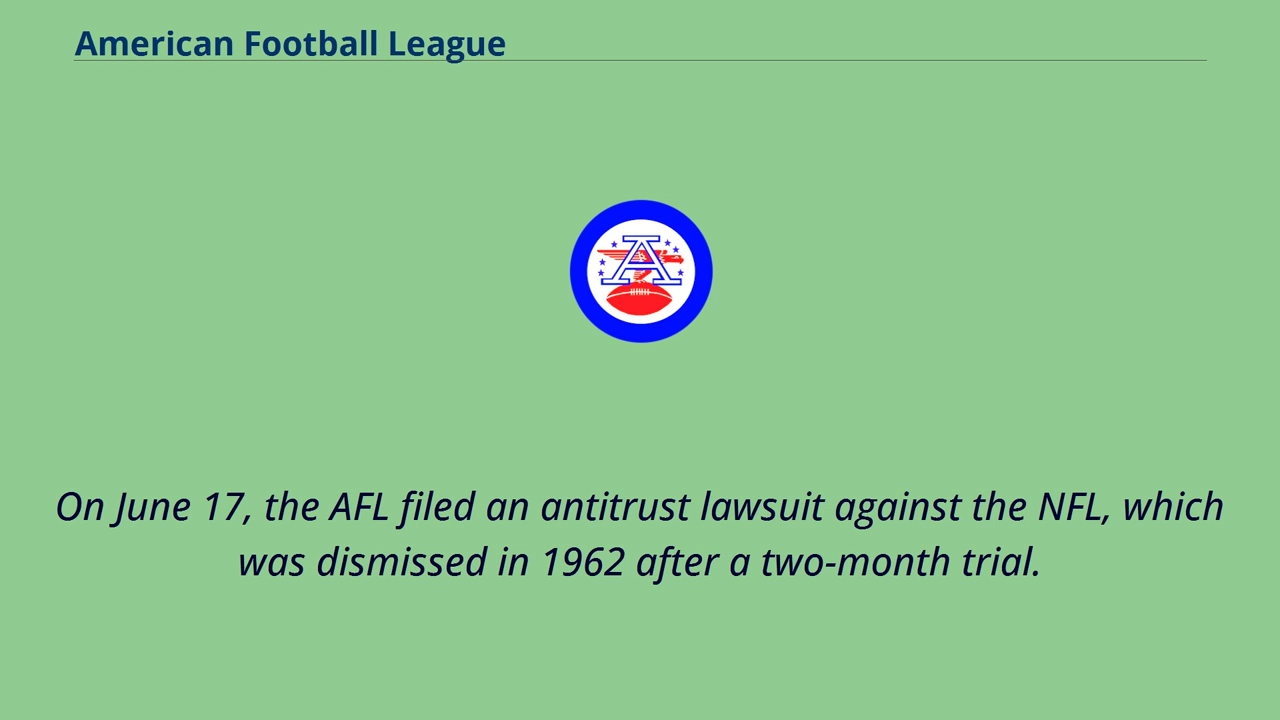 American Football League
A
On June 17, the AFL filed an antitrust lawsuit against the NFL, which
was dismissed in 1962 after a two-month trial.